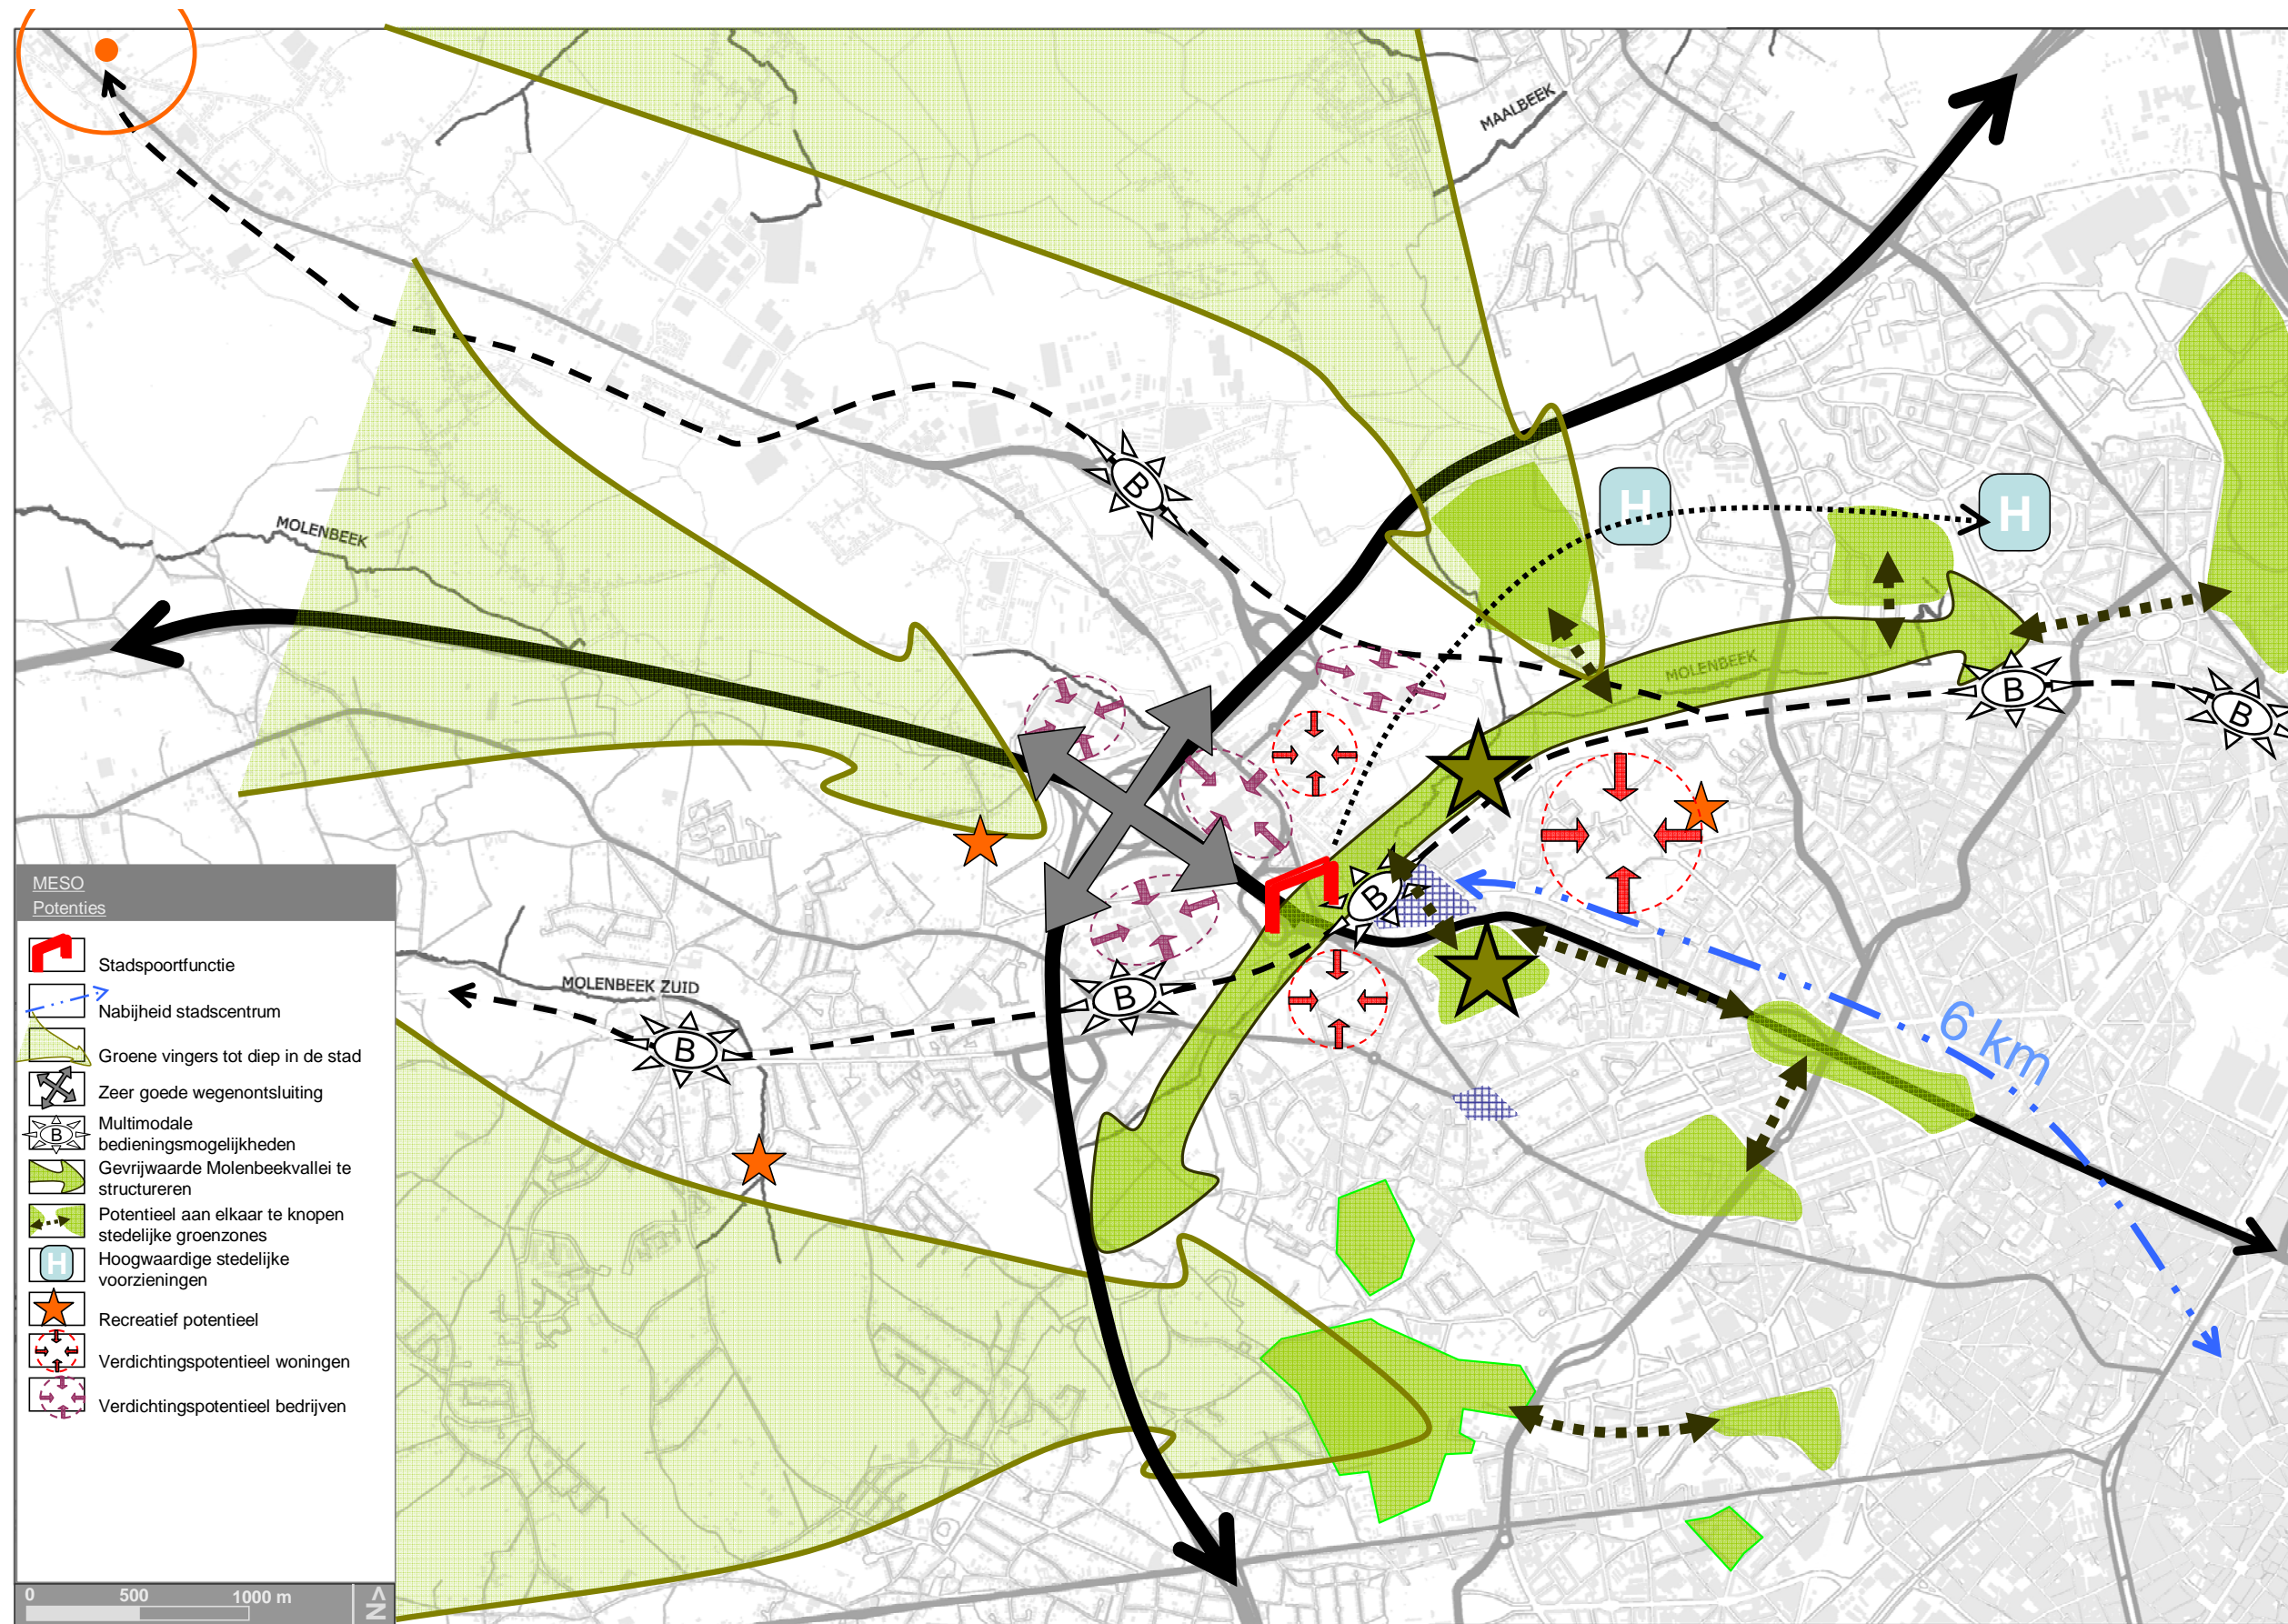 MAALBEEK
MOLENBEEK
H
H
B
MOLENBEEK
B
B
B
B
6 km
MOLENBEEK ZUID
B
MESO
Potenties
Stadspoortfunctie
Nabijheid stadscentrum
Groene vingers tot diep in de stad
Zeer goede wegenontsluiting
B
Multimodale
bedieningsmogelijkheden
Gevrijwaarde Molenbeekvallei te
structureren
Potentieel aan elkaar te knopen
stedelijke groenzones
H
Hoogwaardige stedelijke
voorzieningen
Recreatief potentieel
Verdichtingspotentieel woningen
Verdichtingspotentieel bedrijven
0 500 1000 m
N